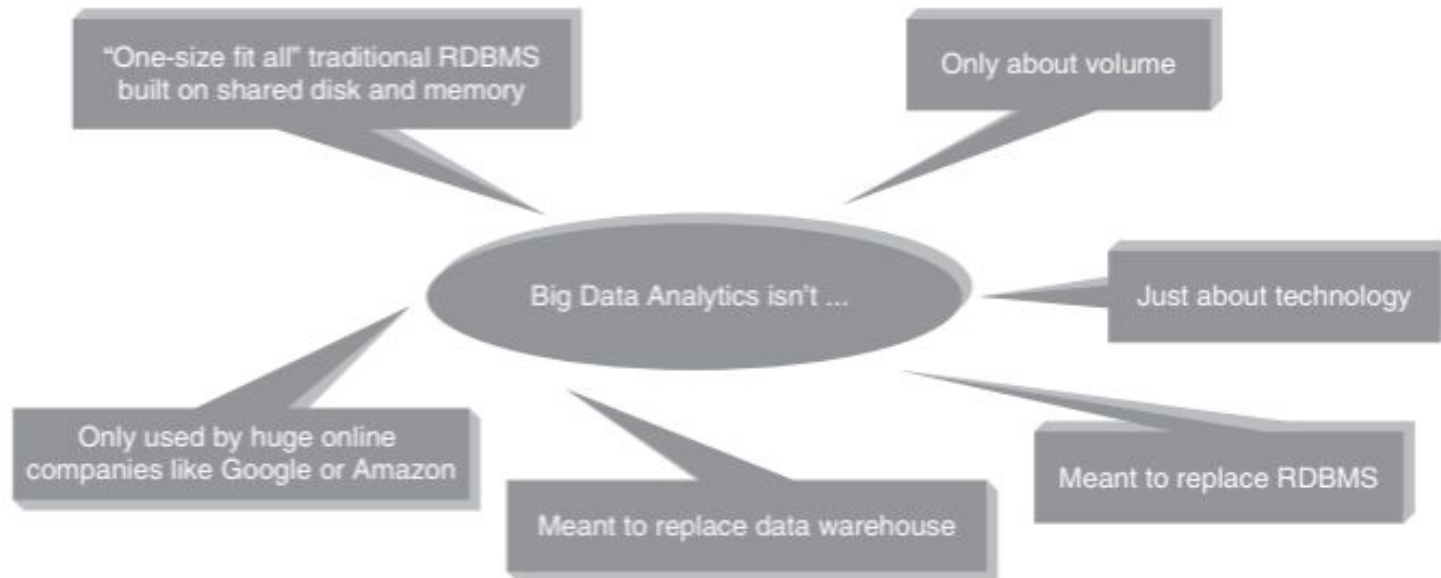 “One-size fit all” traditional RDBMS
built on shared disk and memory
Only about volume
Big Data Analytics isn’t ...
Just about technology
Only used by huge online
companies like Google or Amazon
Meant to replace data warehouse
Meant to replace RDBMS